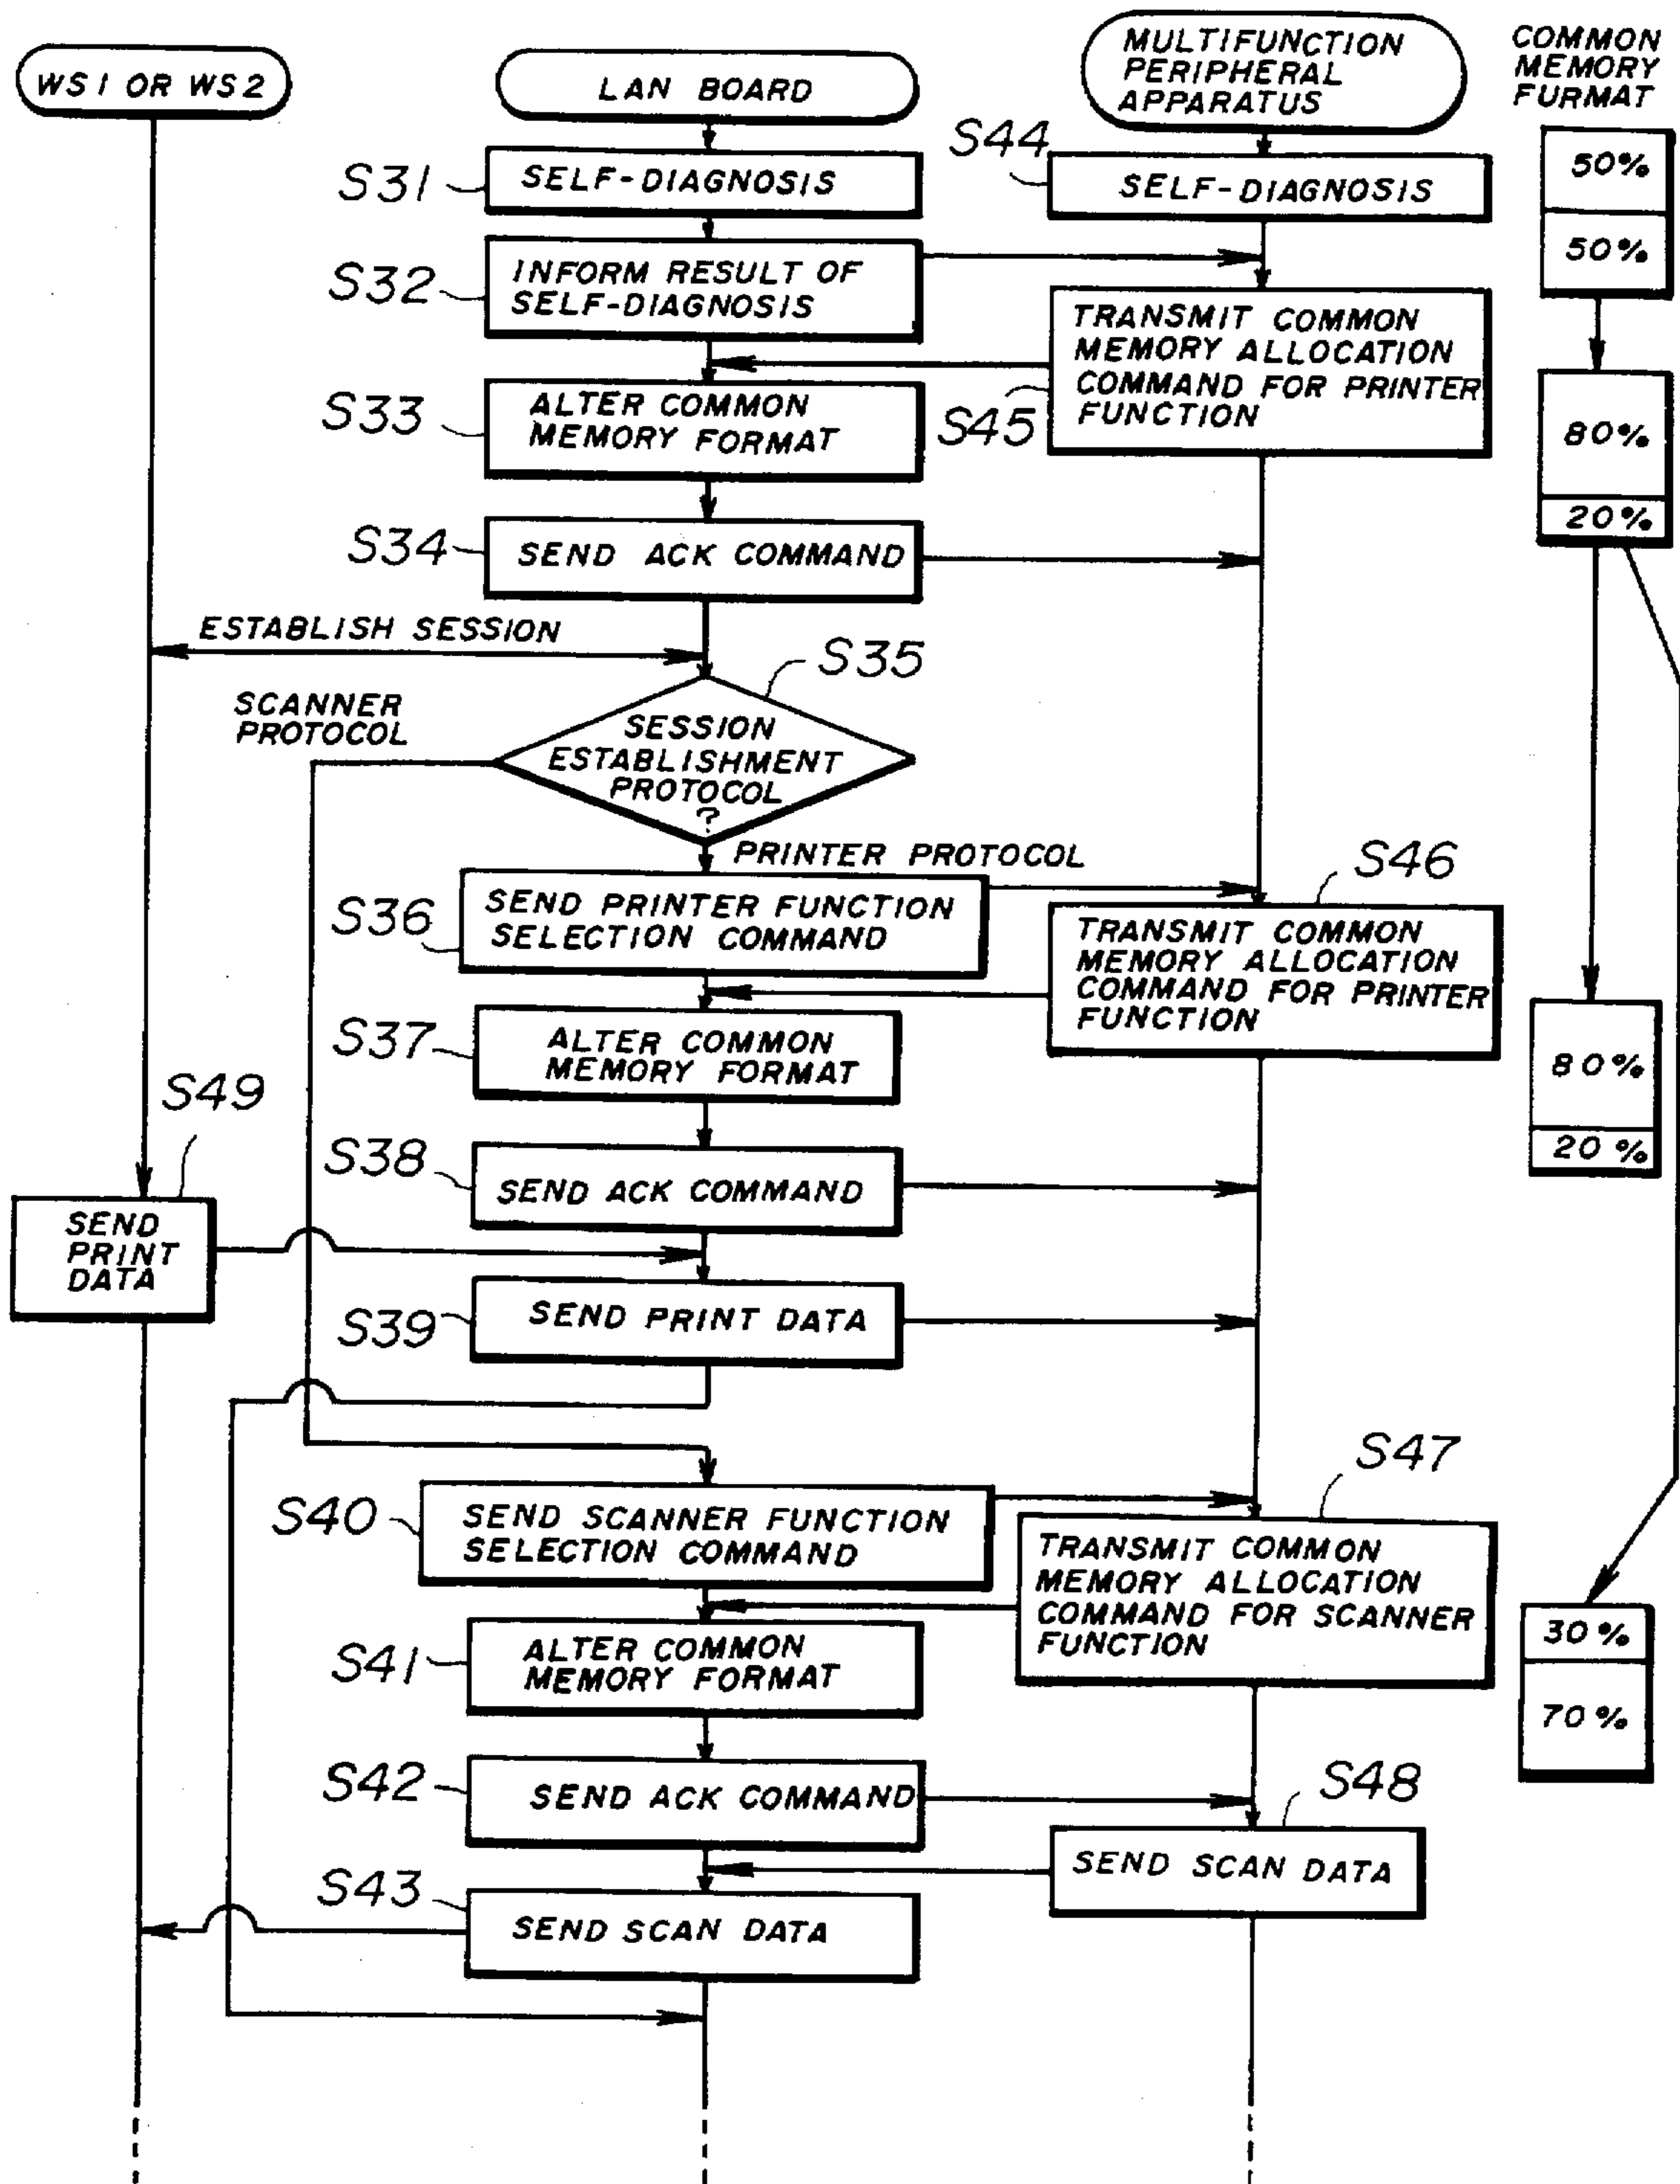 WS1 OR WS2
LAN BOARD
MULTIFUNCTION
PERIPHERAL
APPARATUS
COMMON
MEMORY
FURMAT
S31
SELF-DIAGNOSIS
S44
SELF-DIAGNOSIS
50%
50%
S32
INFORM RESULT OF
SELF-DIAGNOSIS
S45
TRANSMIT COMMON
MEMORY ALLOCATION
COMMAND FOR PRINTER
FUNCTION
S33
ALTER COMMON
MEMORY FORMAT
80%
20%
S34
SEND ACK COMMAND
ESTABLISH SESSION
S35
SESSION
ESTABLISHMENT
PROTOCOL
?
SCANNER
PROTOCOL
PRINTER PROTOCOL
S36
SEND PRINTER FUNCTION
SELECTION COMMAND
S46
TRANSMIT COMMON
MEMORY ALLOCATION
COMMAND FOR PRINTER
FUNCTION
S37
ALTER COMMON
MEMORY FORMAT
80%
20%
S38
SEND ACK COMMAND
S49
SEND
PRINT
DATA
S39
SEND PRINT DATA
S40
SEND SCANNER FUNCTION
SELECTION COMMAND
S47
TRANSMIT COMMON
MEMORY ALLOCATION
COMMAND FOR SCANNER
FUNCTION
S41
ALTER COMMON
MEMORY FORMAT
30%
70%
S42
SEND ACK COMMAND
S48
SEND SCAN DATA
S43
SEND SCAN DATA